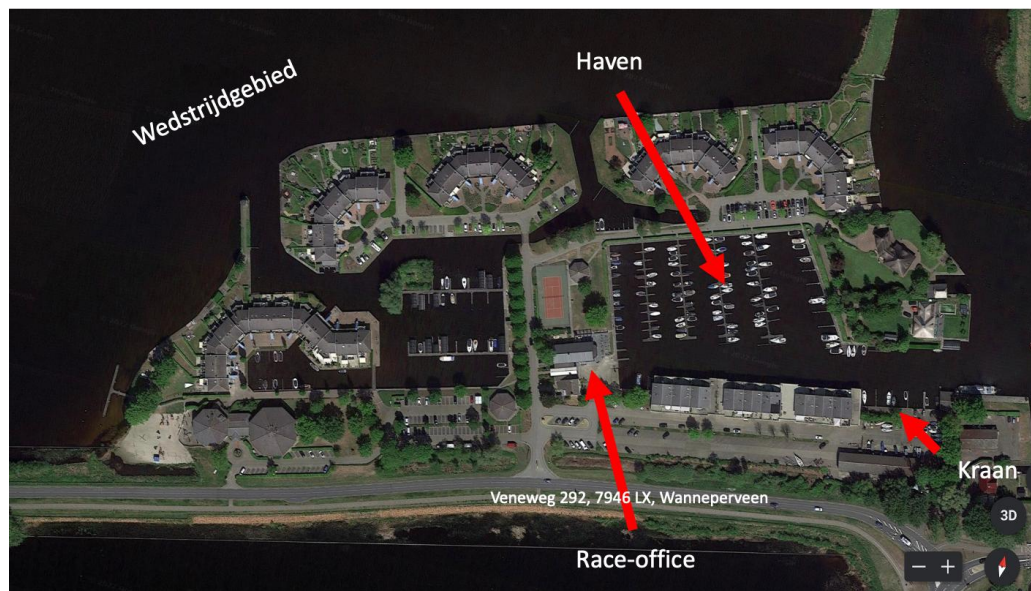 Haven
Wedstrijdgebied
Kraan
Veneweg 292, 7946 LX, Wanneperveen
3D
Race-office
− +